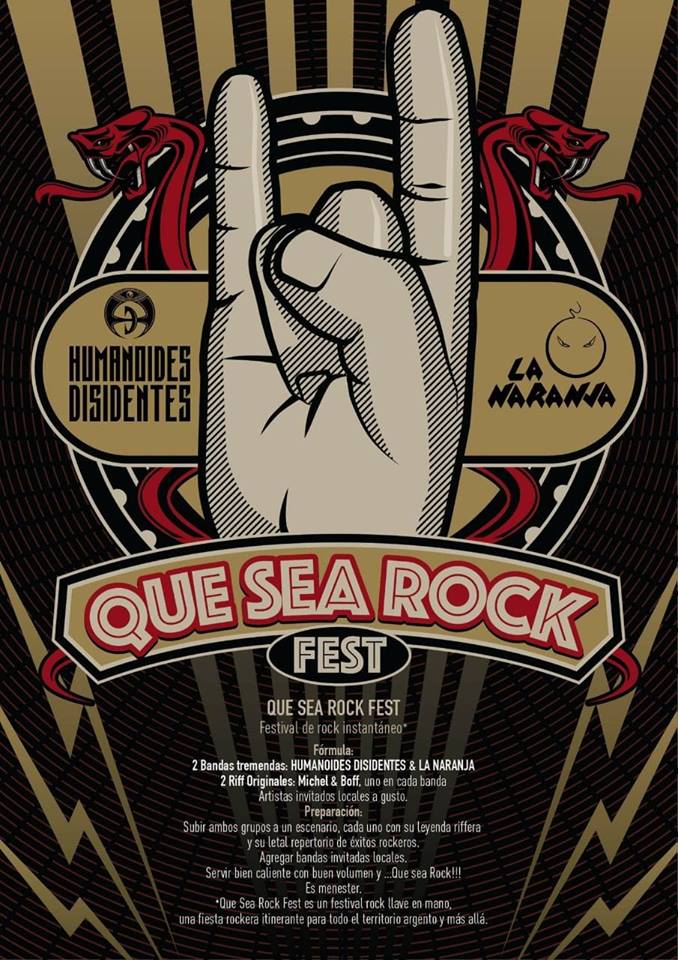 HUMANOIDES
DISIDENTES
LA
NARANJA
QUE SEA ROCK
FEST
QUE SEA ROCK FEST
Festival de rock instantáneo*
Fórmula:
2 Bandas tremendas: HUMANOIDES DISIDENTES & LA NARANJA
2 Riff Originales: Michel & Boff, uno en cada banda
Artistas invitados locales a gusto.
Preparación:
Subir ambos grupos a un escenario, cada uno con su leyenda riffera
y su letal repertorio de éxitos rockeros.
Agregar bandas invitadas locales.
Servir bien caliente con buen volumen y ...Que sea Rock!!!
Es menester.
*Que Sea Rock Fest es un festival rock llave en mano,
una fiesta rockera itinerante para todo el territorio argento y más allá.